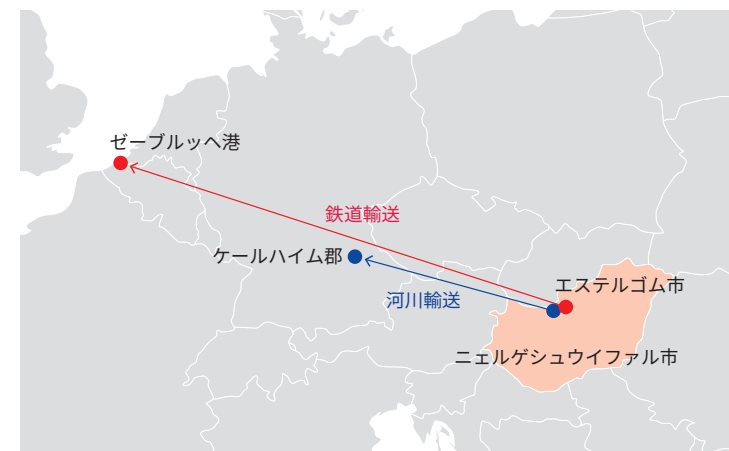 ゼーブルッヘ港
鉄道輸送
ケールハイム郡
エステルゴム市
河川輸送
ニェルゲシュウイファル市